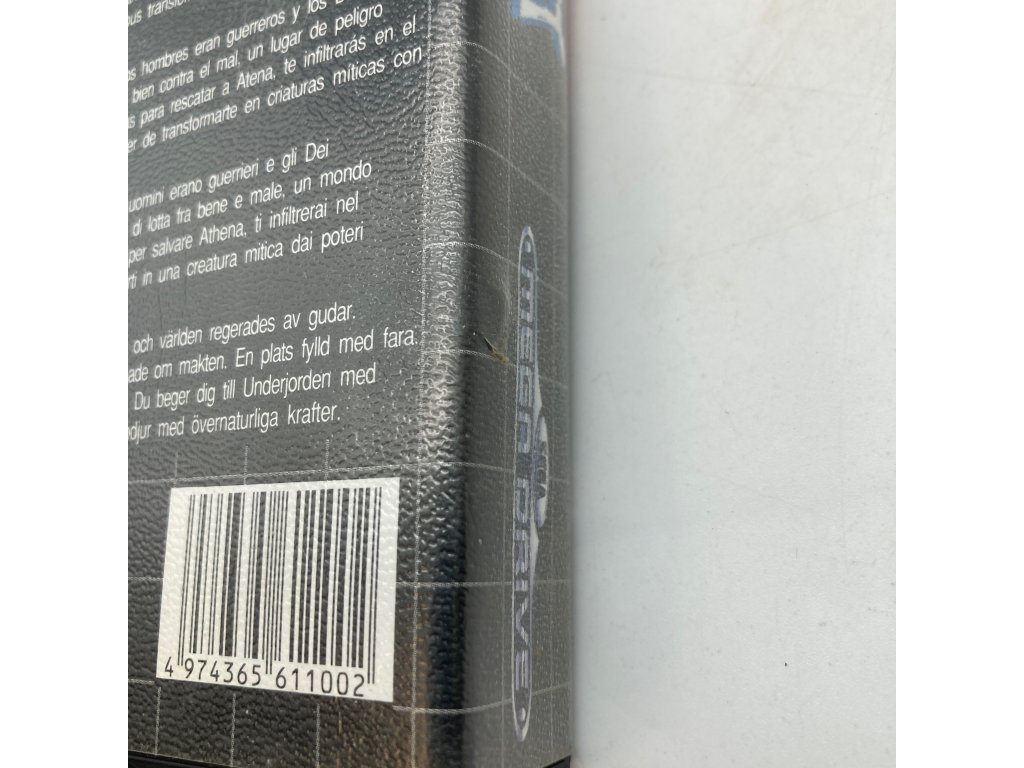 ous transfor
os hombres eran guerreros y los
bien contra el mal, un lugar de peligro
para rescatar a Atena, te infiltrarás en el
de transformarte en criaturas míticas con
uomini erano guerrieri e gli Dei
di lotta fra bene e male, un mondo
per salvare Athena, ti infiltrerai nel
rti in una creatura mitica dai poteri
och världen regerades av gudar.
ade om makten. En plats fylld med fara.
Du beger dig till Underjorden med
edjur med övernaturliga krafter.
4 974365 611002
MEGA DRIVE